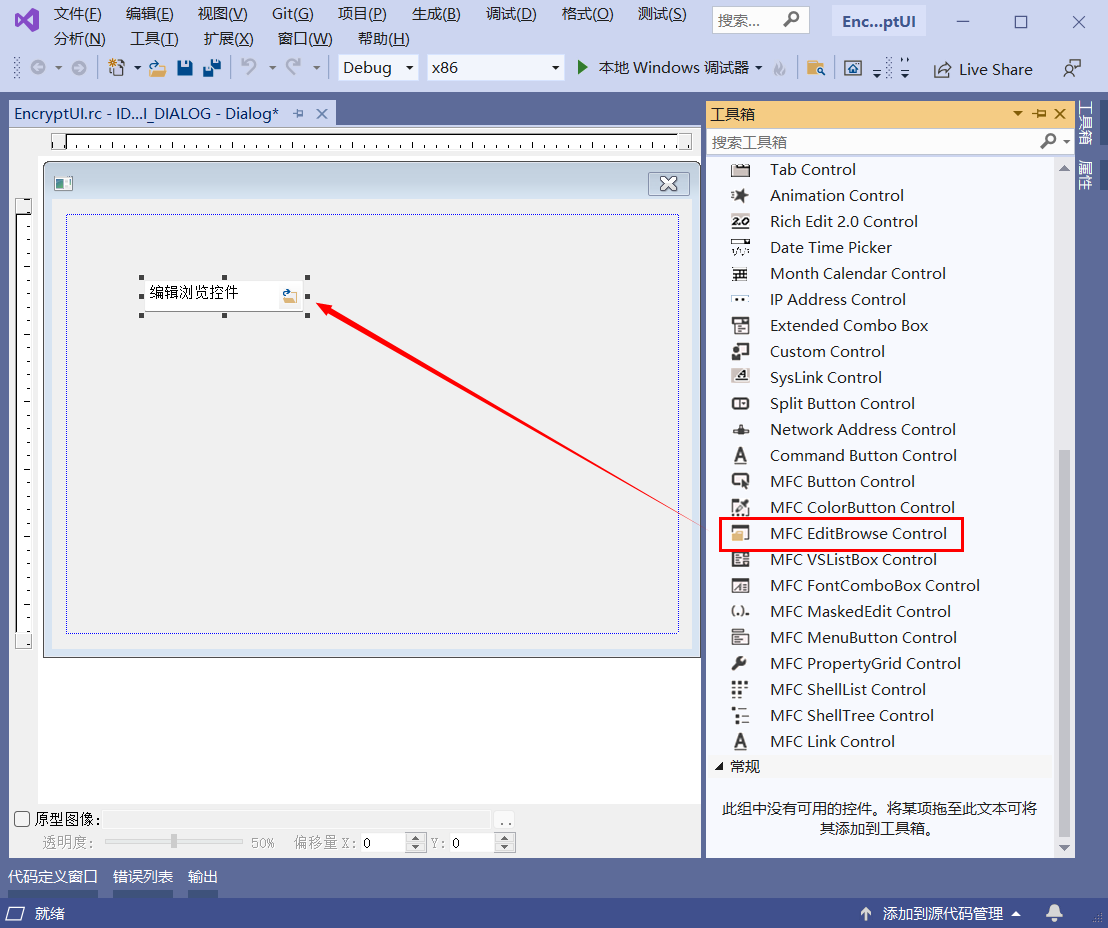 文件(F) 编辑(E) 视图(V) Git(G) 项目(P) 生成(B) 调试(D) 格式(O) 测试(S) 搜索... Enc...ptUI
分析(N) 工具(T) 扩展(X) 窗口(W) 帮助(H)
Debug x86 本地 Windows 调试器 Live Share
EncryptUI.rc - ID...I_DIALOG - Dialog*
编辑浏览控件
原型图像:
透明度: 50% 偏移量 X: 0 Y: 0
工具箱
搜索工具箱
Tab Control
Animation Control
2.0 Rich Edit 2.0 Control
Date Time Picker
Month Calendar Control
IP Address Control
Extended Combo Box
Custom Control
SysLink Control
Split Button Control
Network Address Control
Command Button Control
MFC Button Control
MFC ColorButton Control
MFC EditBrowse Control
MFC VSListBox Control
MFC FontComboBox Control
MFC MaskedEdit Control
MFC MenuButton Control
MFC PropertyGrid Control
MFC ShellList Control
MFC ShellTree Control
MFC Link Control
常规
此组中没有可用的控件。将某项拖至此文本可将
其添加到工具箱。
工具箱
属性
代码定义窗口 错误列表 输出
就绪 添加到源代码管理